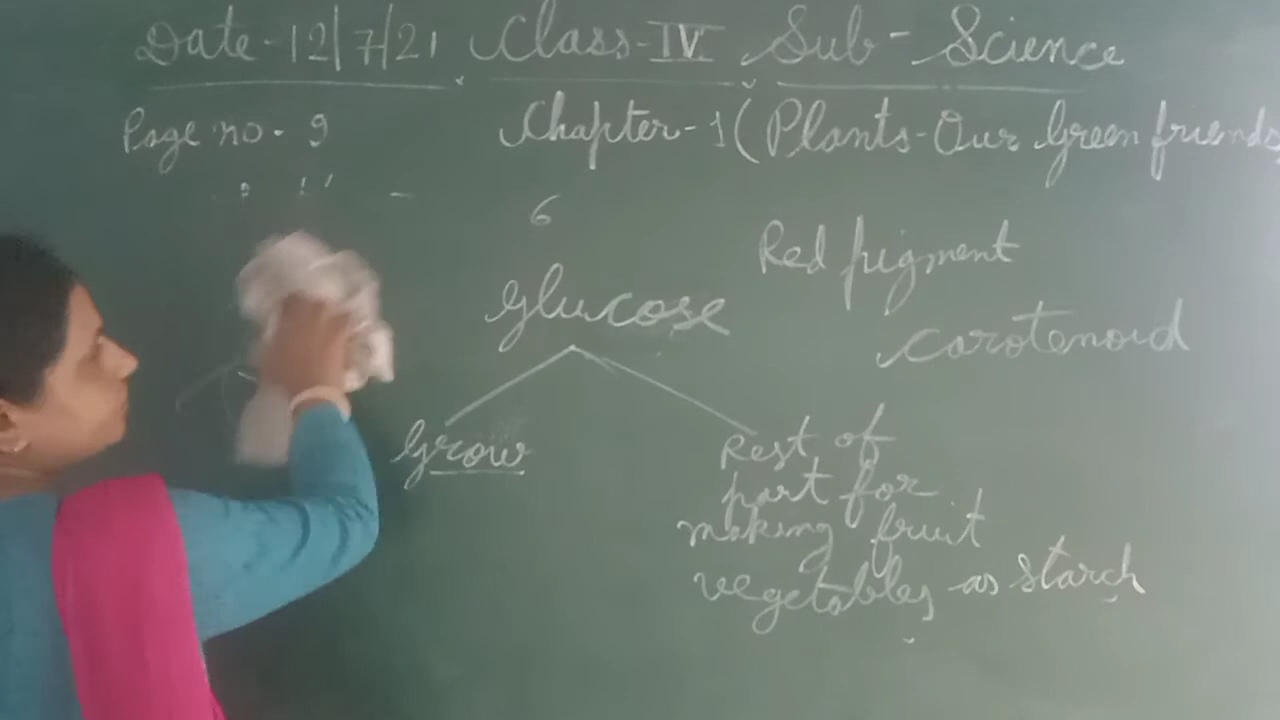 Date-12/7/21 Class-IV Sub-Science
Page no. 9 Chapter-1(Plants-Our Green friends
6
Glucose
Red pigment
carotenoid
Grow
Rest of
part for
making fruit
vegetables as starch